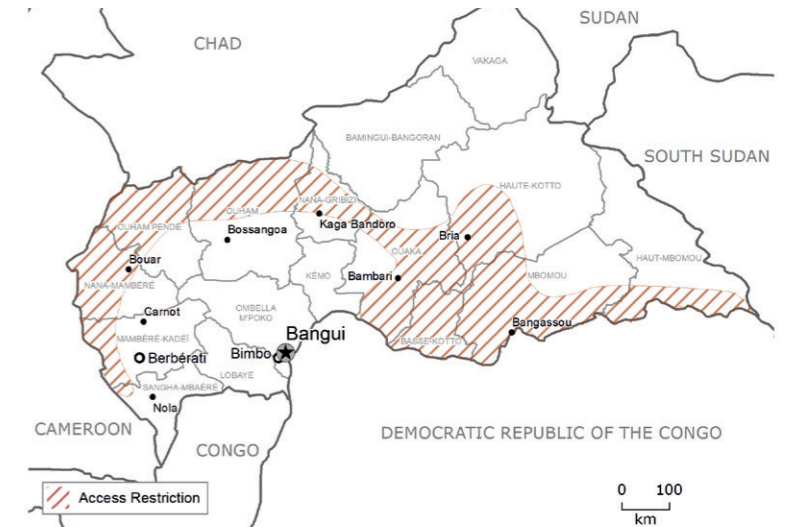 SUDAN
CHAD
VAKAGA
BAMINGUI-BANGORAN
SOUTH SUDAN
HAUTE-KOTTO
NANA-GRIBIZI
OUHAM
Kaga Bandoro
OUHAM PENDÉ
Bossangoa
Bria
OUAKA
Bouar
HAUT-MBOMOU
KÉMO
Bambari
MBOMOU
NANA-MAMBÉRÉ
OMBELLA
M'POKO
Carnot
Bangassou
Bangui
MAMBÉRÉ-KADÉÏ
BASSE-KOTTO
Bimbo
Berbérati
LOBAYE
SANGHA-MBAÉRÉ
Nola
CAMEROON
DEMOCRATIC REPUBLIC OF THE CONGO
CONGO
Access Restriction
0 100
km